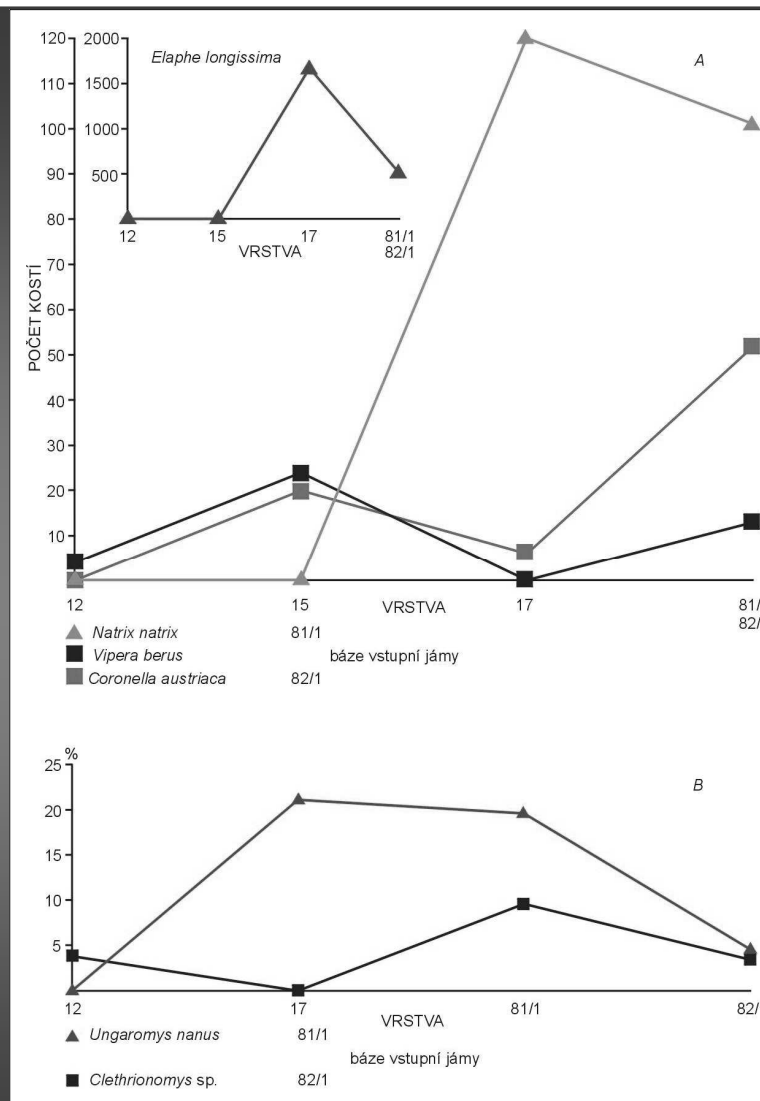 A
Elaphe longissima
2000
1500
1000
500
12 15 17 81/1
VRSTVA 82/1
POČET KOSTÍ
120
110
100
90
80
70
60
50
40
30
20
10
12 15 VRSTVA 17 81/
82/
Natrix natrix 81/1
Vipera berus báze vstupní jámy
Coronella austriaca 82/1
B
%
25
20
15
10
5
12 17 VRSTVA 81/1 82/
Ungaromys nanus 81/1
báze vstupní jámy
Clethrionomys sp. 82/1